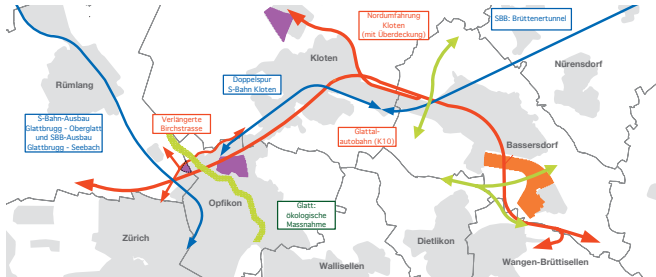 Nordumfahrung
Kloten
(mit Überdeckung)
SBB: Brüttenertunnel
Kloten
Nürensdorf
Doppelspur
S-Bahn Kloten
Rümlang
S-Bahn-Ausbau
Glattbrugg - Oberglatt
und SBB-Ausbau
Glattbrugg - Seebach
Verlängerte
Birchstrasse
Glattal-
autobahn (K10)
Bassersdorf
Opfikon
Glatt:
ökologische
Massnahme
Zürich
Dietlikon
Wallisellen
Wangen-Brüttisellen